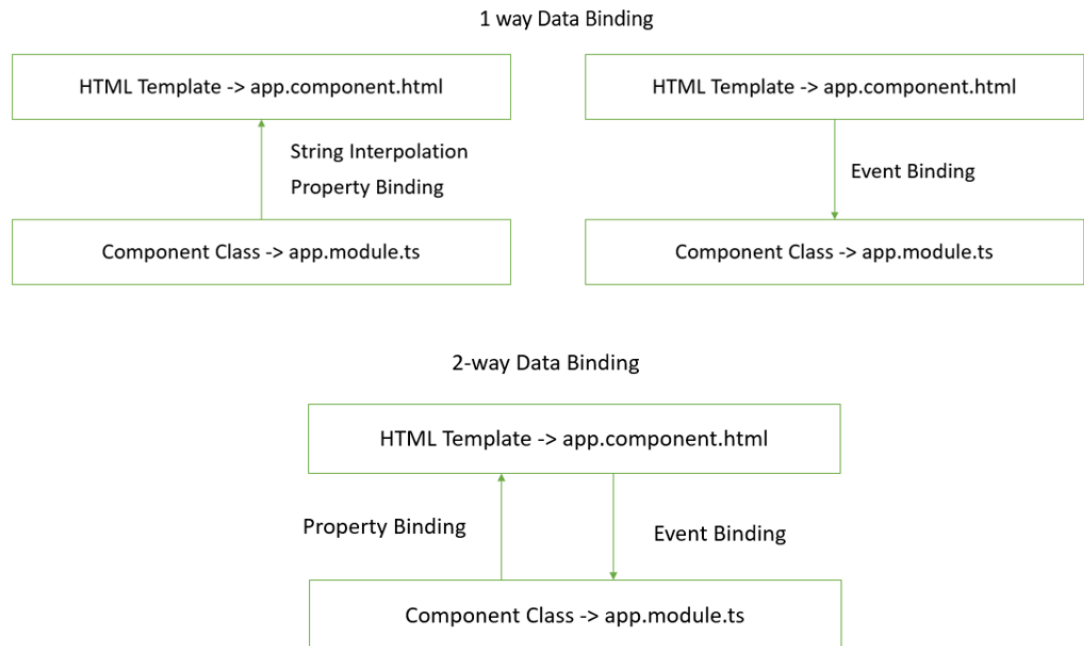 1 way Data Binding
HTML Template -> app.component.html
String Interpolation
Property Binding
Component Class -> app.module.ts
HTML Template -> app.component.html
Event Binding
Component Class -> app.module.ts
2-way Data Binding
HTML Template -> app.component.html
Property Binding
Event Binding
Component Class -> app.module.ts